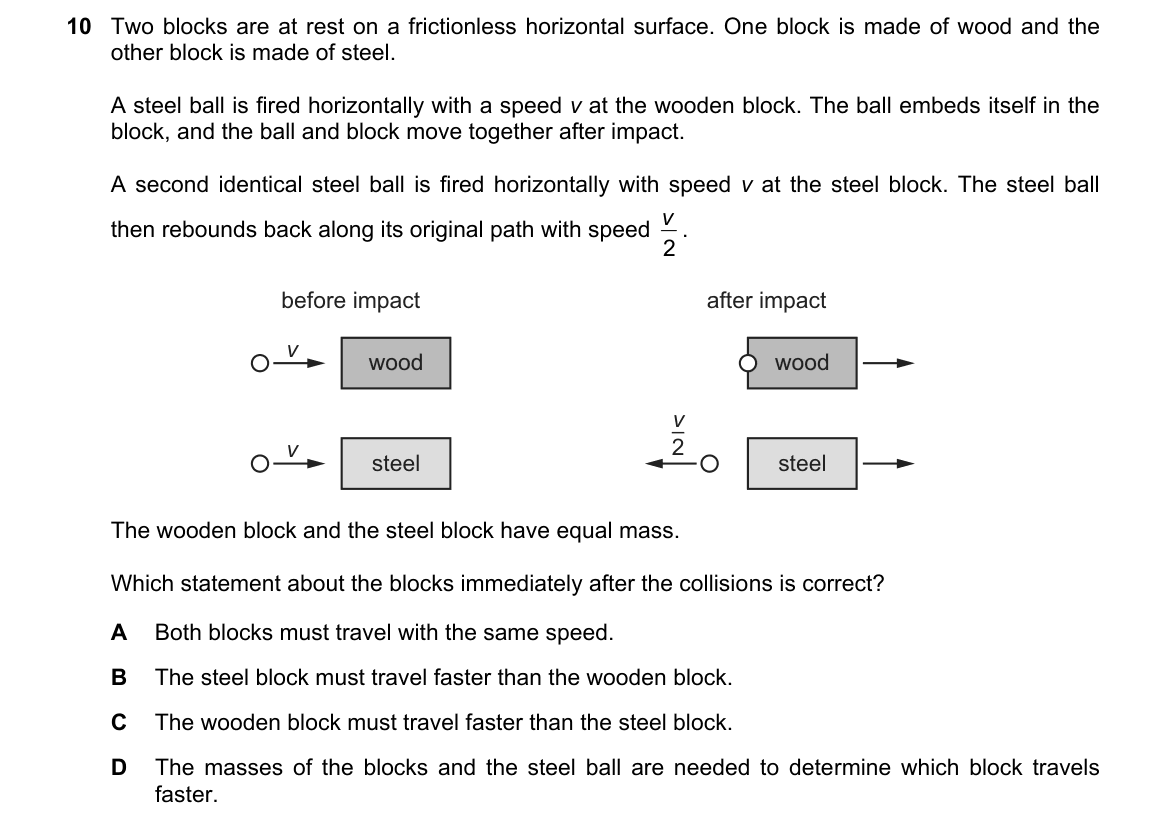 10 Two blocks are at rest on a frictionless horizontal surface. One block is made of wood and the
other block is made of steel.
A steel ball is fired horizontally with a speed v at the wooden block. The ball embeds itself in the
block, and the ball and block move together after impact.
A second identical steel ball is fired horizontally with speed v at the steel block. The steel ball
then rebounds back along its original path with speed v/2.
before impact after impact
v wood wood
v steel v/2 steel
The wooden block and the steel block have equal mass.
Which statement about the blocks immediately after the collisions is correct?
A Both blocks must travel with the same speed.
B The steel block must travel faster than the wooden block.
C The wooden block must travel faster than the steel block.
D The masses of the blocks and the steel ball are needed to determine which block travels
faster.